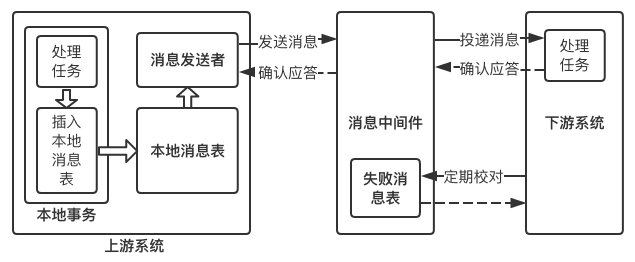 处理
任务
插入
本地
消息
表
本地事务
上游系统
消息发送者
本地消息表
发送消息
确认应答
消息中间件
失败消
息表
投递消息
确认应答
定期校对
处理
任务
下游系统